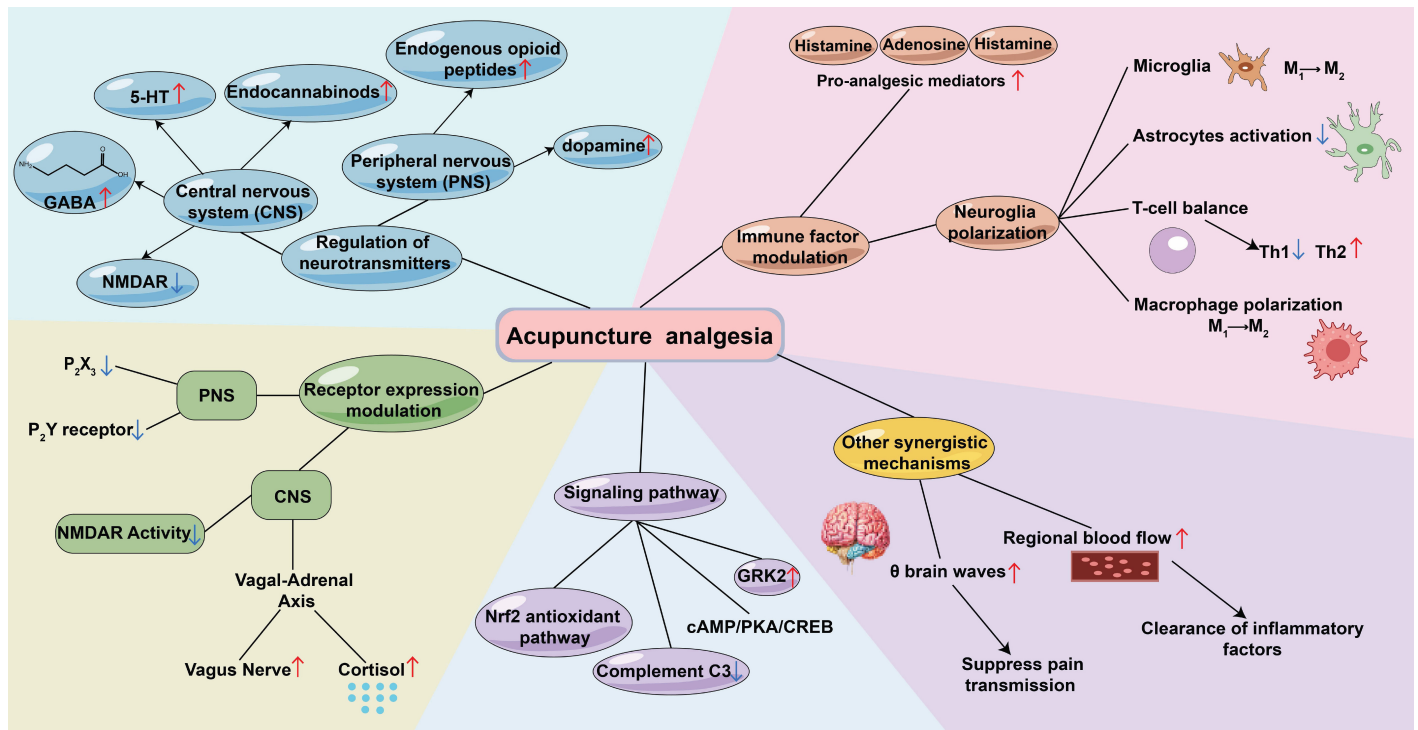 Acupuncture analgesia
Regulation of
neurotransmitters
Central nervous
system (CNS)
5-HT ↑
Endocannabinods ↑
NH₂
O
OH
GABA ↑
NMDAR ↓
Peripheral nervous
system (PNS)
Endogenous opioid
peptides ↑
dopamine ↑
Immune factor
modulation
Histamine
Adenosine
Histamine
Pro-analgesic mediators ↑
Neuroglia
polarization
Microglia
M₁→M₂
Astrocytes activation ↓
T-cell balance
Th1 ↓ Th2 ↑
Macrophage polarization
M₁→M₂
Receptor expression
modulation
PNS
P₂X₃ ↓
P₂Y receptor ↓
CNS
NMDAR Activity ↓
Vagal-Adrenal
Axis
Vagus Nerve ↑
Cortisol ↑
Signaling pathway
Nrf2 antioxidant
pathway
Complement C3 ↓
cAMP/PKA/CREB
GRK2 ↑
Other synergistic
mechanisms
θ brain waves ↑
Suppress pain
transmission
Regional blood flow ↑
Clearance of inflammatory
factors